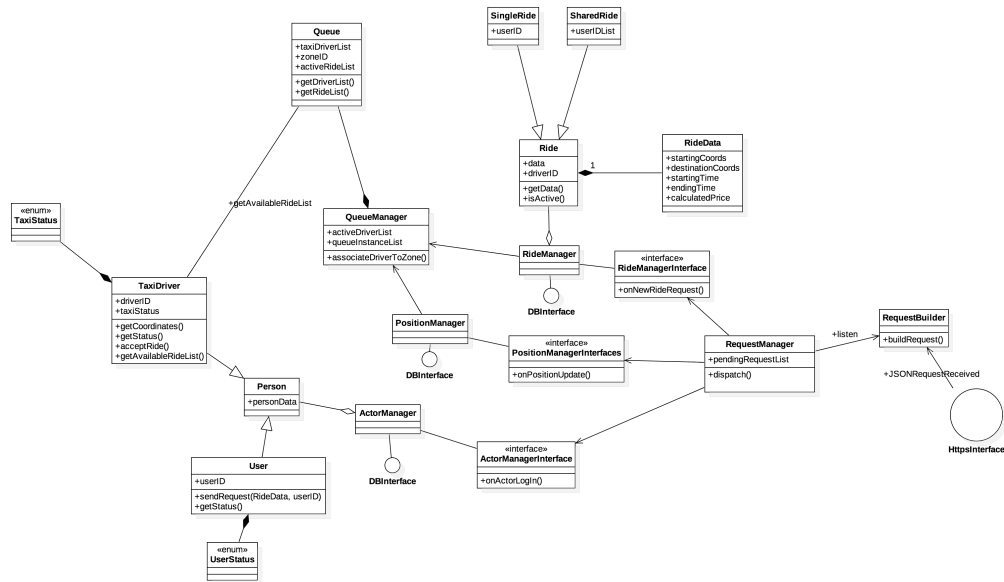 SingleRide
+userID
SharedRide
+userIDList
Queue
+taxiDriverList
+zoneID
+activeRideList
+getDriverList()
+getRideList()
Ride
+data
+driverID
+getData()
+isActive()
1
RideData
+startingCoords
+destinationCoords
+startingTime
+endingTime
+calculatedPrice
+getAvailableRideList
«enum»
TaxiStatus
QueueManager
+activeDriverList
+queueInstanceList
+associateDriverToZone()
RideManager
DBInterface
«interface»
RideManagerInterface
+onNewRideRequest()
TaxiDriver
+driverID
+taxiStatus
+getCoordinates()
+getStatus()
+acceptRide()
+getAvailableRideList()
PositionManager
DBInterface
«interface»
PositionManagerInterfaces
+onPositionUpdate()
RequestManager
+pendingRequestList
+dispatch()
+listen
RequestBuilder
+buildRequest()
+JSONRequestReceived
HttpsInterface
Person
+personData
ActorManager
DBInterface
«interface»
ActorManagerInterface
+onActorLogIn()
User
+userID
+sendRequest(RideData, userID)
+getStatus()
«enum»
UserStatus